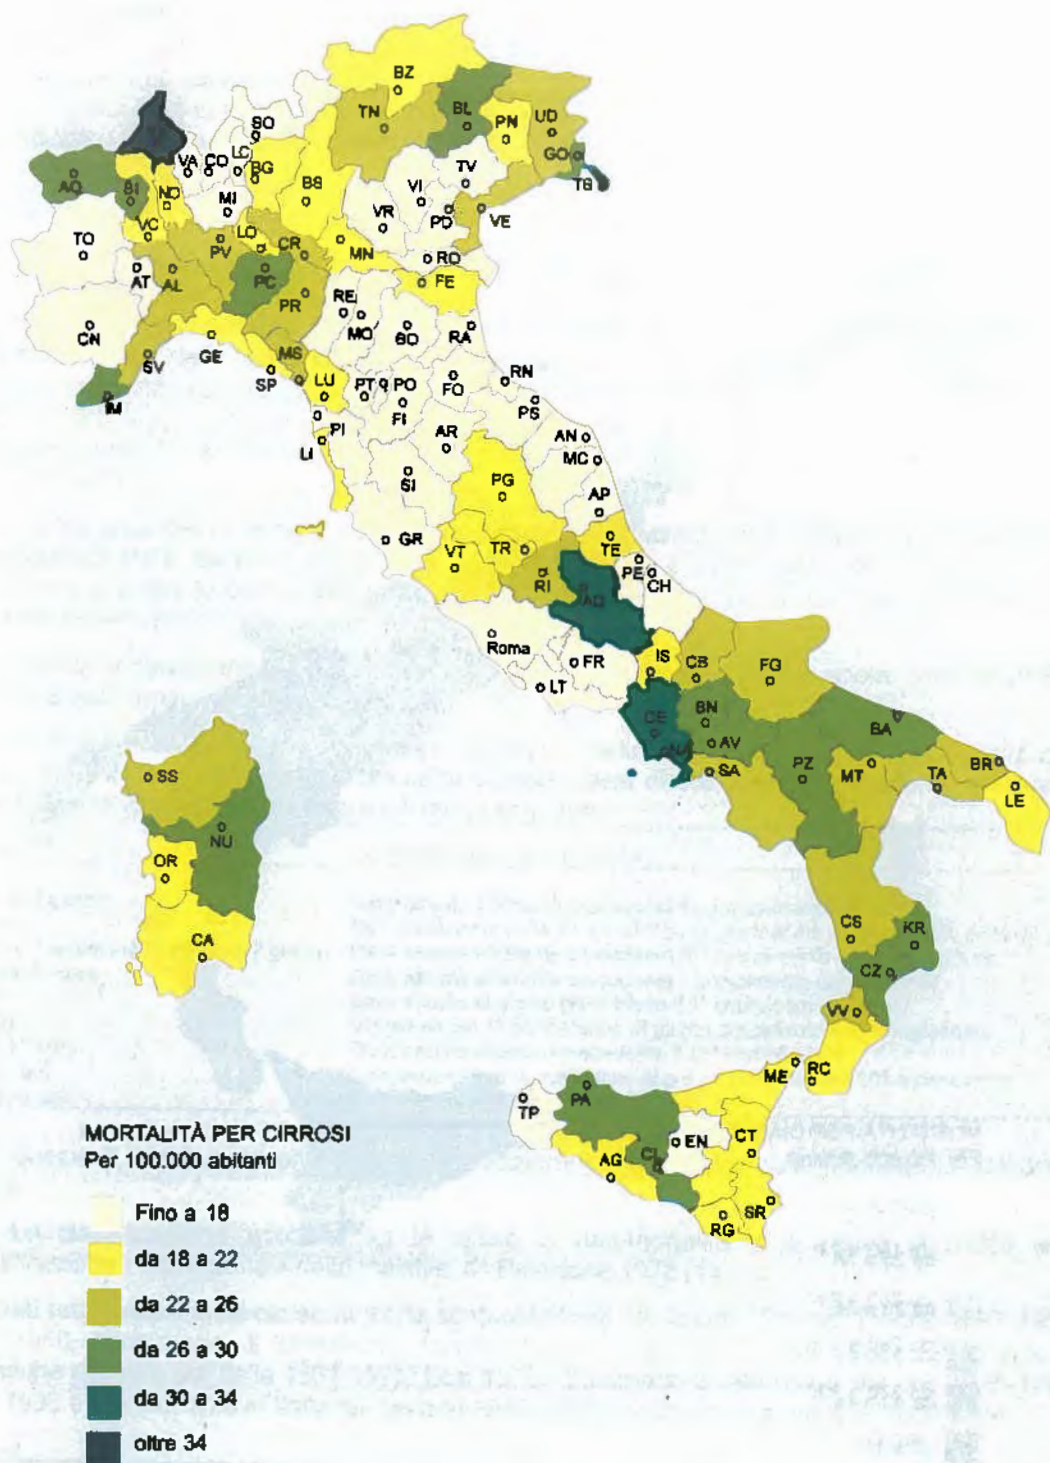 BZ
BL
TN
PN
UD
GO
TS
SO
VA
CO
LC
BG
BS
TV
VI
VR
PD
VE
AO
BI
NO
MI
VC
LO
CR
MN
RO
TO
PV
PC
FE
AT
AL
PR
RE
MO
BO
RA
CN
SV
GE
SP
MS
LU
PT
PO
FI
FO
RN
PS
IM
PI
LI
AR
AN
MC
SI
PG
AP
GR
VT
TR
TE
RI
PE
CH
Roma
FR
LT
IS
CB
FG
BN
AV
NA
SA
BA
PZ
MT
TA
BR
LE
SS
NU
OR
CA
CS
KR
CZ
VV
ME
RC
TP
PA
EN
CT
AG
CL
SR
RG
MORTALITÀ PER CIRROSI
Per 100.000 abitanti
Fino a 18
da 18 a 22
da 22 a 26
da 26 a 30
da 30 a 34
oltre 34